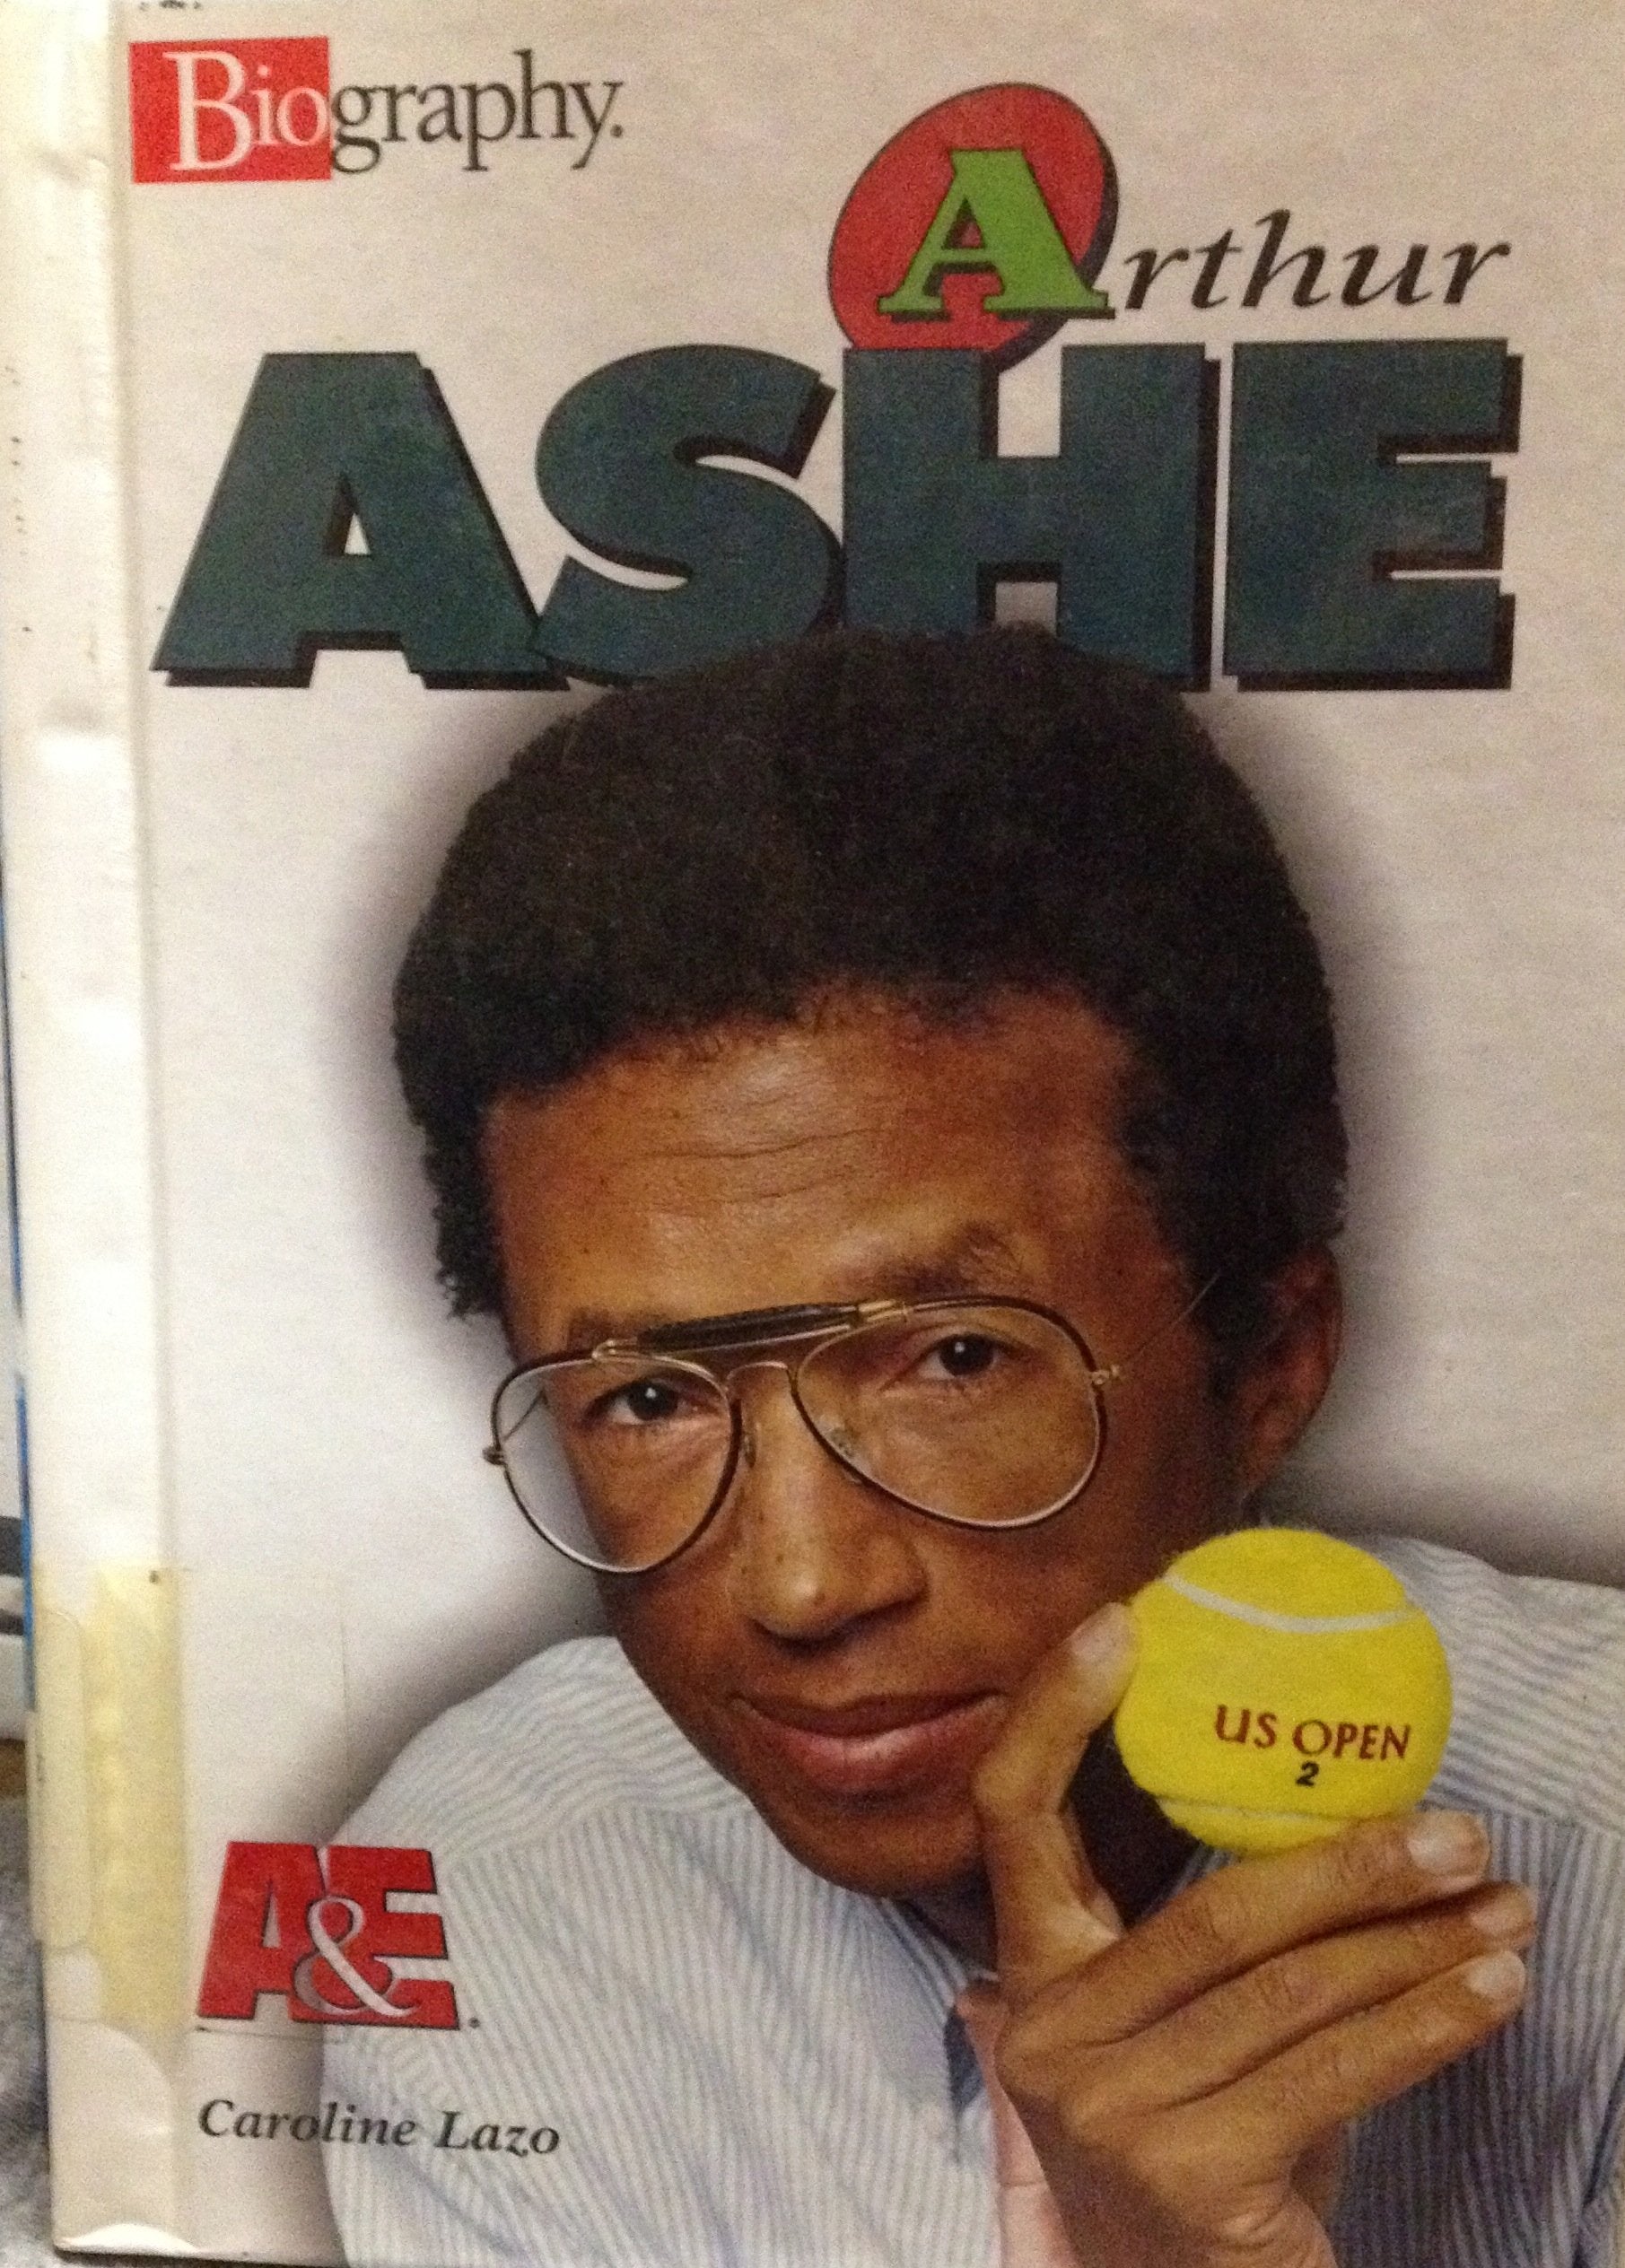 Biography.
Arthur
ASHE
US OPEN
2
A&E.
Caroline Lazo